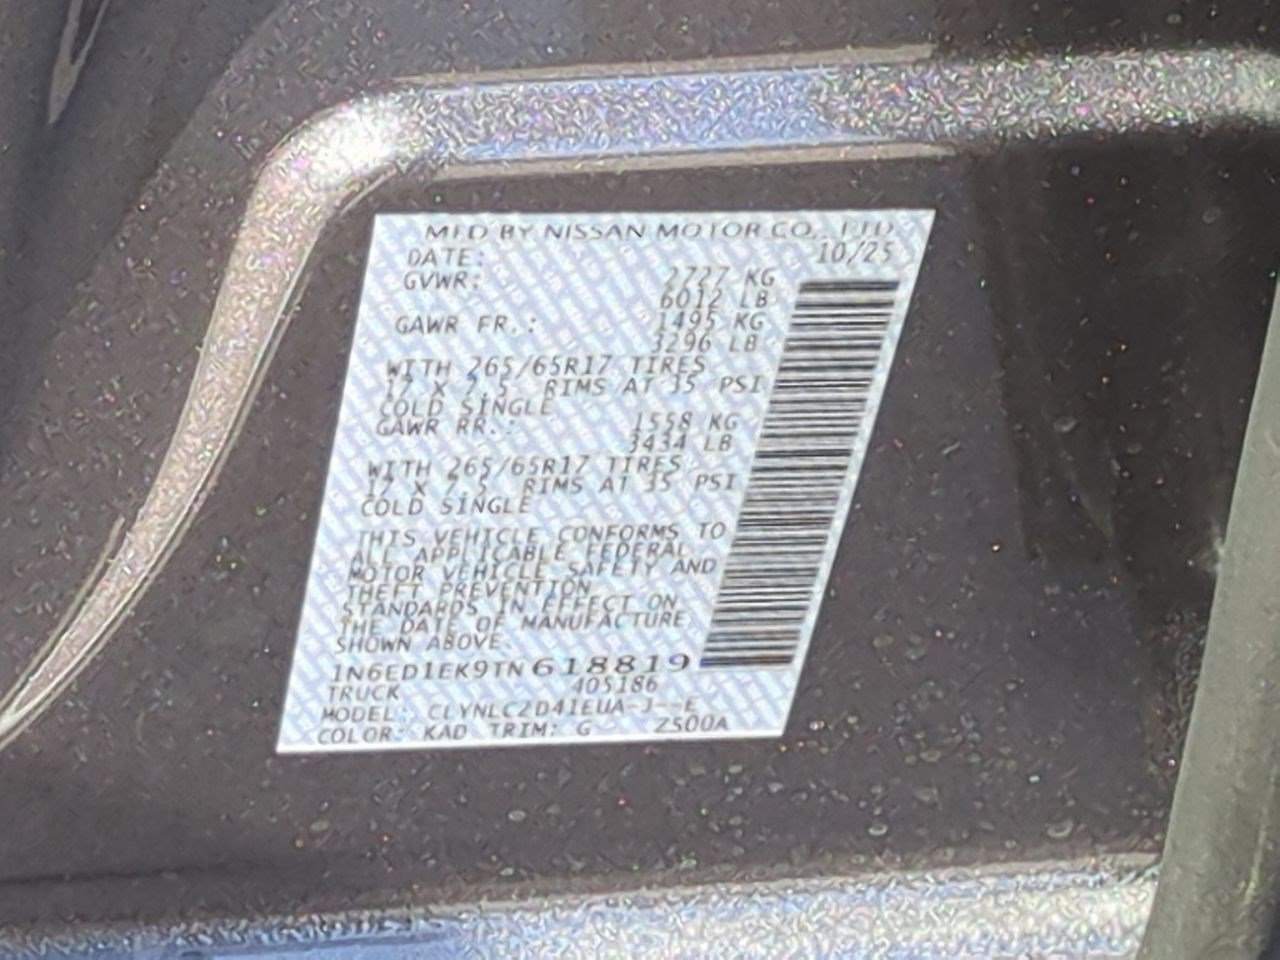 MFD BY NISSAN MOTOR CO., LTD.
DATE: 10/25
GVWR: 2727 KG
6012 LB
GAWR FR.: 1495 KG
3296 LB
WITH 265/65R17 TIRES
17 X 7.5 RIMS AT 35 PSI
COLD SINGLE
GAWR RR.: 1558 KG
3434 LB
WITH 265/65R17 TIRES
17 X 7.5 RIMS AT 35 PSI
COLD SINGLE
THIS VEHICLE CONFORMS TO
ALL APPLICABLE FEDERAL
MOTOR VEHICLE SAFETY AND
THEFT PREVENTION
STANDARDS IN EFFECT ON
THE DATE OF MANUFACTURE
SHOWN ABOVE.
1N6ED1EK9TN618819
TRUCK 405186
MODEL: CLYNLC2D41EUA-J--E
COLOR: KAD TRIM: G Z500A